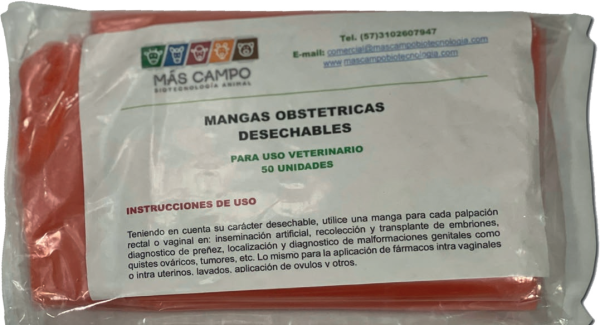 Tel. (57)3102607947
E-mail: comercial@mascampobiotecnologia.com
www.mascampobiotecnologia.com
MÁS CAMPO
BIOTECNOLOGÍA ANIMAL
MANGAS OBSTETRICAS
DESECHABLES
PARA USO VETERINARIO
50 UNIDADES
INSTRUCCIONES DE USO
Teniendo en cuenta su carácter desechable, utilice una manga para cada palpación
rectal o vaginal en: inseminación artificial, recolección y transplante de embriones,
diagnostico de preñez, localización y diagnostico de malformaciones genitales como
quistes ováricos, tumores, etc. Lo mismo para la aplicación de fármacos intra vaginales
o intra uterinos. lavados. aplicación de ovulos y otros.